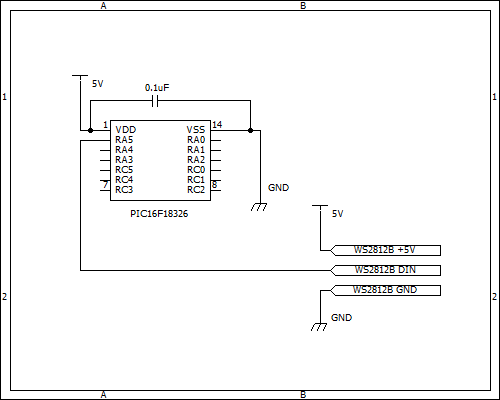 A B
5V
0.1uF
1 1
1 VDD VSS 14
RA5 RA0
RA4 RA1
RA3 RA2
RC5 RC0
RC4 RC1
7 RC3 8 RC2
GND
PIC16F18326
5V
WS2812B +5V
WS2812B DIN
WS2812B GND
2 2
GND
A B